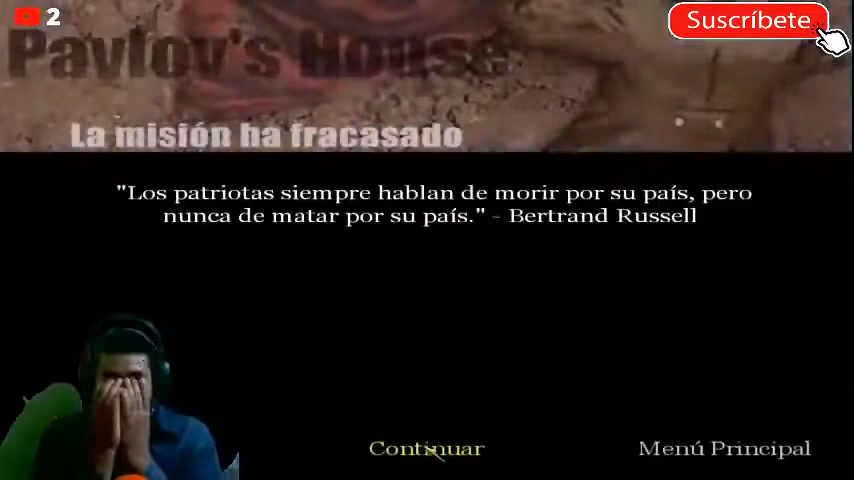 2
Suscríbete
Pavlov's House
La misión ha fracasado
"Los patriotas siempre hablan de morir por su país, pero
nunca de matar por su país." - Bertrand Russell
Continuar
Menú Principal